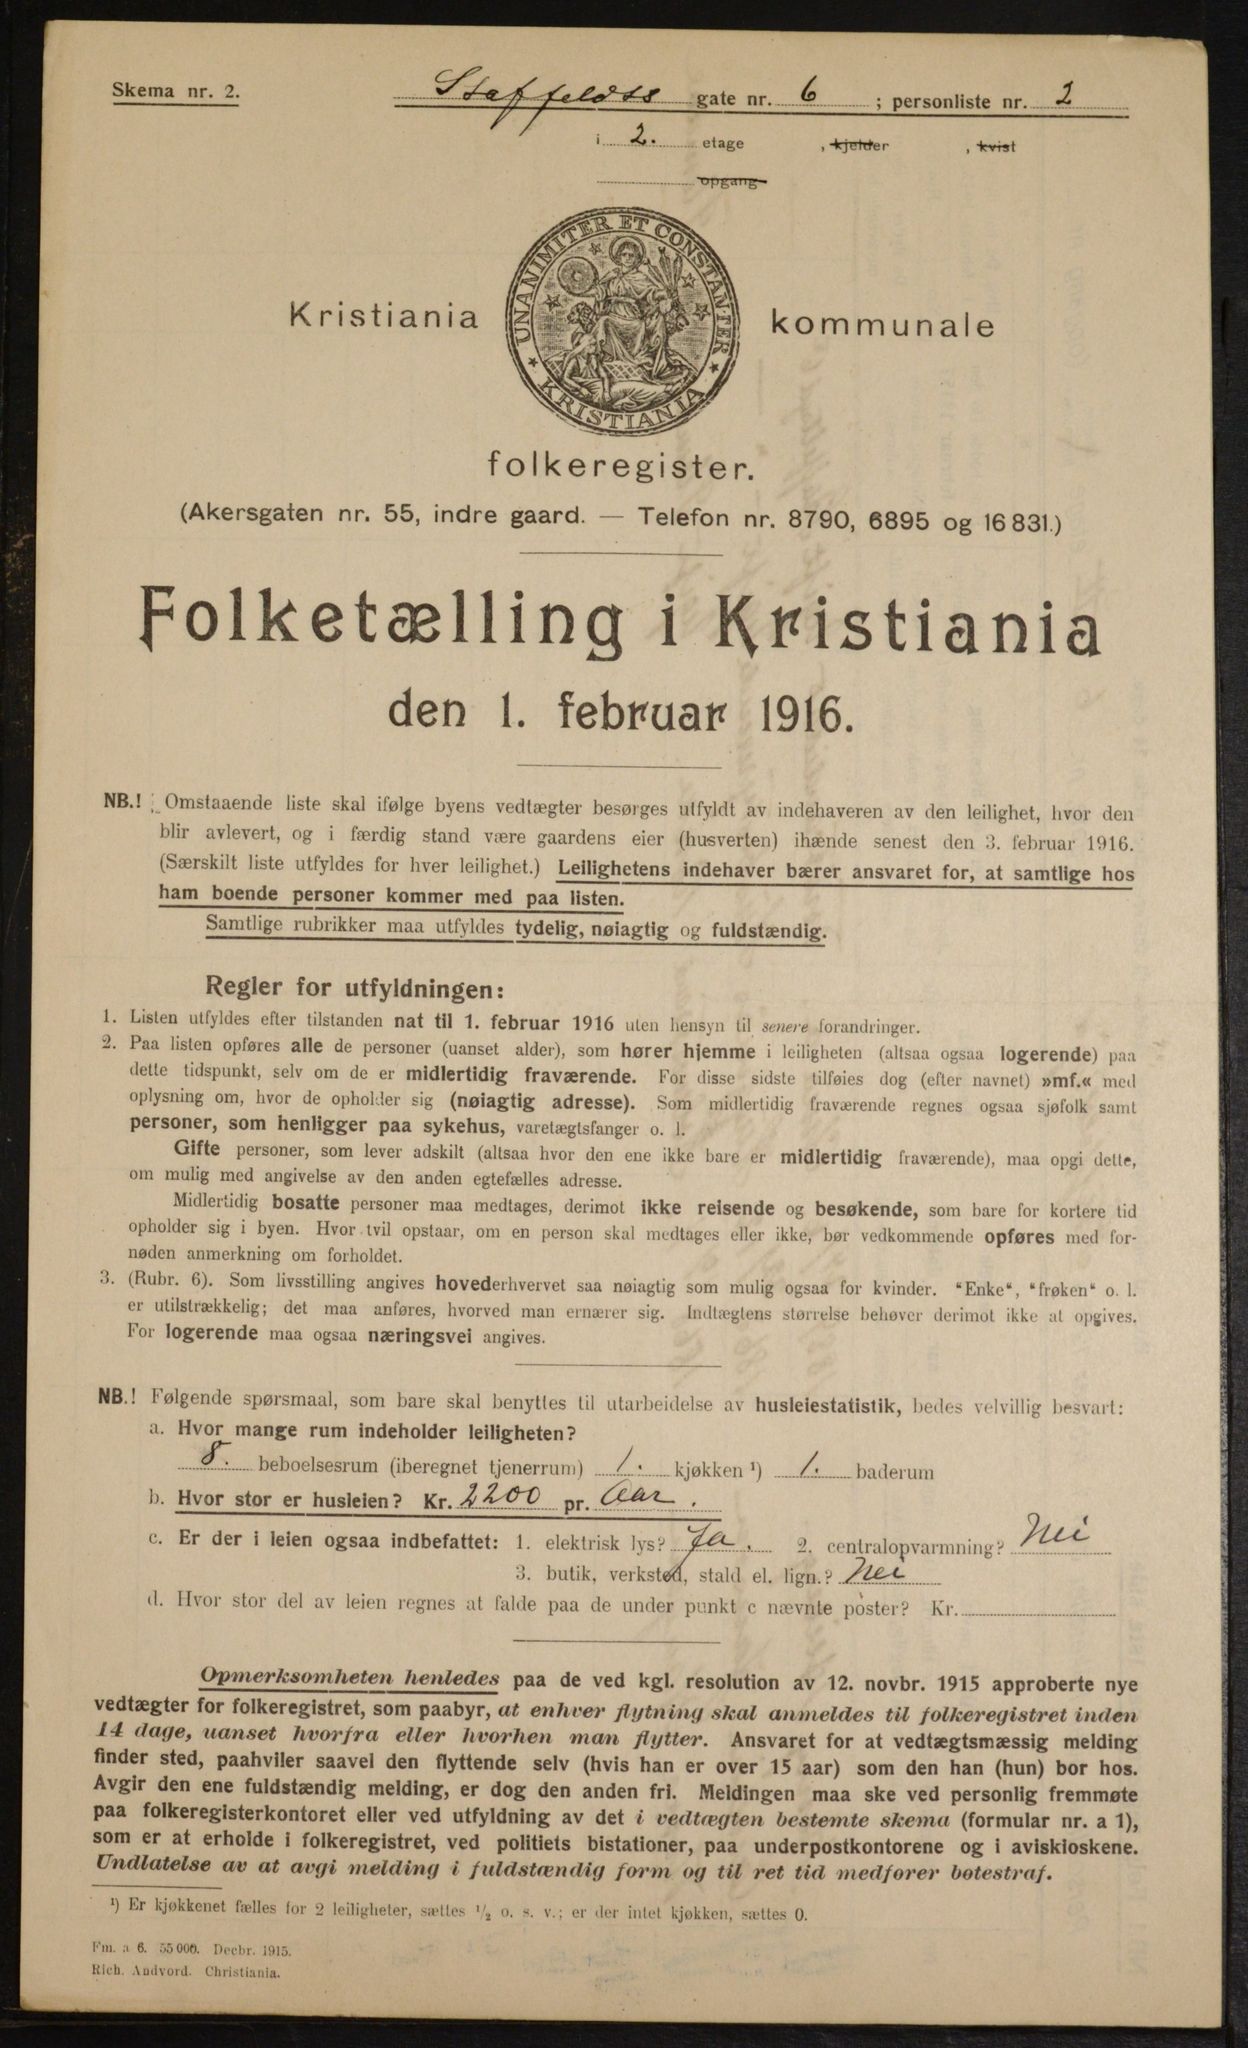 Skema nr. 2.
Staffeldts gate nr. 6 ; personliste nr. 2
i 2. etage , kjelder , kvist
opgang
UNANIMITER ET CONSTANTER
KRISTIANIA
Kristiania kommunale
folkeregister.
(Akersgaten nr. 55, indre gaard. — Telefon nr. 8790, 6895 og 16 831.)
Folketælling i Kristiania
den 1. februar 1916.
NB.! Omstaaende liste skal ifølge byens vedtægter besørges utfyldt av indehaveren av den leilighet, hvor den
blir avlevert, og i færdig stand være gaardens eier (husverten) ihænde senest den 3. februar 1916.
(Særskilt liste utfyldes for hver leilighet.) Leilighetens indehaver bærer ansvaret for, at samtlige hos
ham boende personer kommer med paa listen.
Samtlige rubrikker maa utfyldes tydelig, nøiagtig og fuldstændig.
Regler for utfyldningen:
1. Listen utfyldes efter tilstanden nat til 1. februar 1916 uten hensyn til senere forandringer.
2. Paa listen opføres alle de personer (uanset alder), som hører hjemme i leiligheten (altsaa ogsaa logerende) paa
dette tidspunkt, selv om de er midlertidig fraværende. For disse sidste tilføies dog (efter navnet) »mf.« med
oplysning om, hvor de opholder sig (nøiagtig adresse). Som midlertidig fraværende regnes ogsaa sjøfolk samt
personer, som henligger paa sykehus, varetægtsfanger o. l.
Gifte personer, som lever adskilt (altsaa hvor den ene ikke bare er midlertidig fraværende), maa opgi dette,
om mulig med angivelse av den anden egtefælles adresse.
Midlertidig bosatte personer maa medtages, derimot ikke reisende og besøkende, som bare for kortere tid
opholder sig i byen. Hvor tvil opstaar, om en person skal medtages eller ikke, bør vedkommende opføres med for-
nøden anmerkning om forholdet.
3. (Rubr. 6). Som livsstilling angives hovederhvervet saa nøiagtig som mulig ogsaa for kvinder. "Enke", "frøken" o. l.
er utilstrækkelig; det maa anføres, hvorved man ernærer sig. Indtægtens størrelse behøver derimot ikke at opgives.
For logerende maa ogsaa næringsvei angives.
NB.! Følgende spørsmaal, som bare skal benyttes til utarbeidelse av husleiestatistik, bedes velvillig besvart:
a. Hvor mange rum indeholder leiligheten?
8. beboelsesrum (iberegnet tjenerrum) 1. kjøkken ¹) 1. baderum
b. Hvor stor er husleien? Kr. 2200 pr. Aar.
c. Er der i leien ogsaa indbefattet: 1. elektrisk lys? Ja. 2. centralopvarmning? Nei
3. butik, verksted, stald el. lign.? Nei
d. Hvor stor del av leien regnes at falde paa de under punkt c nævnte poster? Kr.
Opmerksomheten henledes paa de ved kgl. resolution av 12. novbr. 1915 approberte nye
vedtægter for folkeregistret, som paabyr, at enhver flytning skal anmeldes til folkeregistret inden
14 dage, uanset hvorfra eller hvorhen man flytter. Ansvaret for at vedtægtsmæssig melding
finder sted, paahviler saavel den flyttende selv (hvis han er over 15 aar) som den han (hun) bor hos.
Avgir den ene fuldstændig melding, er dog den anden fri. Meldingen maa ske ved personlig fremmøte
paa folkeregisterkontoret eller ved utfyldning av det i vedtægten bestemte skema (formular nr. a 1),
som er at erholde i folkeregistret, ved politiets bistationer, paa underpostkontorene og i aviskioskene.
Undlatelse av at avgi melding i fuldstændig form og til ret tid medfører bøtestraf.
¹) Er kjøkkenet fælles for 2 leiligheter, sættes ½ o. s. v.; er der intet kjøkken, sættes 0.
Fm. a 6. 55 000. Decbr. 1915.
Rich. Andvord. Christiania.